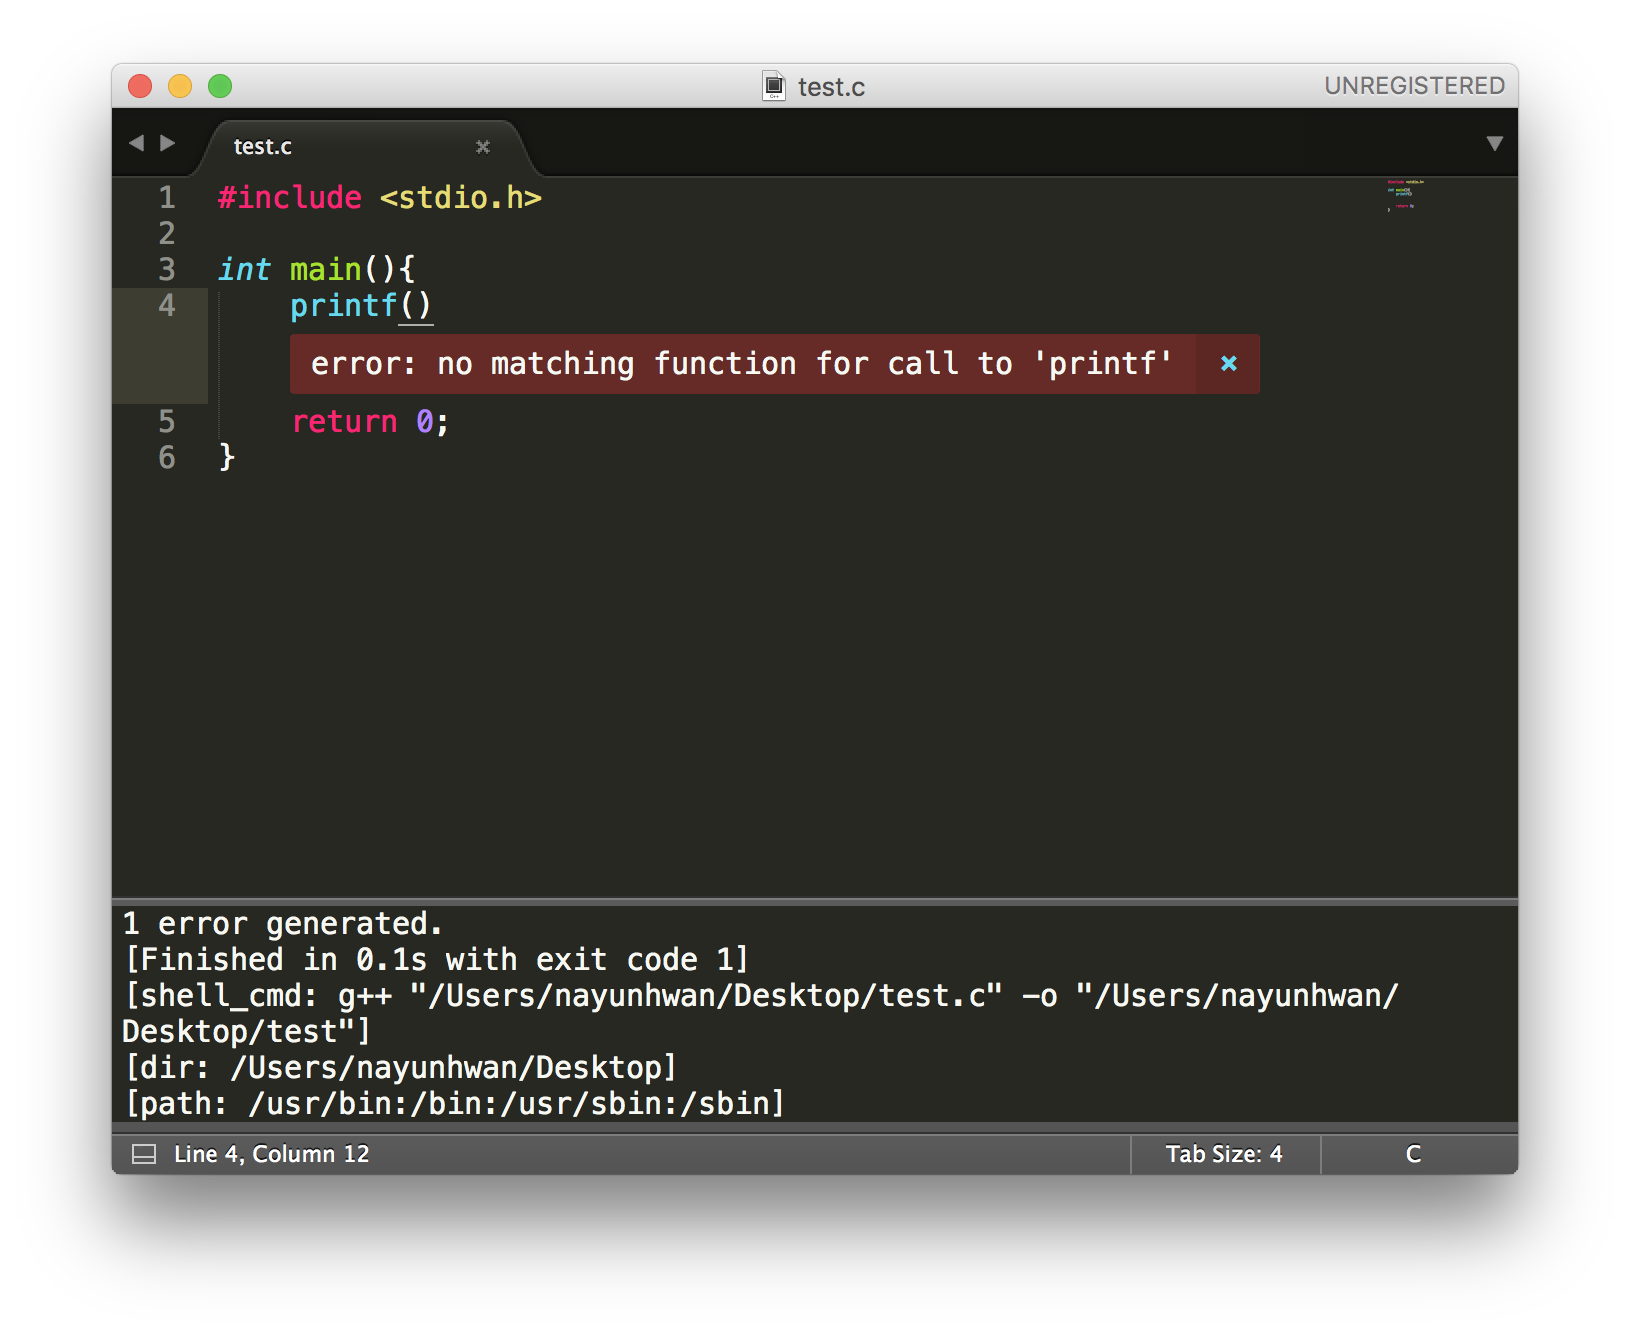 test.c
UNREGISTERED
test.c
1 #include <stdio.h>
2
3 int main(){
4     printf()
error: no matching function for call to 'printf' ×
5     return 0;
6 }
1 error generated.
[Finished in 0.1s with exit code 1]
[shell_cmd: g++ "/Users/nayunhwan/Desktop/test.c" -o "/Users/nayunhwan/
Desktop/test"]
[dir: /Users/nayunhwan/Desktop]
[path: /usr/bin:/bin:/usr/sbin:/sbin]
Line 4, Column 12
Tab Size: 4
C